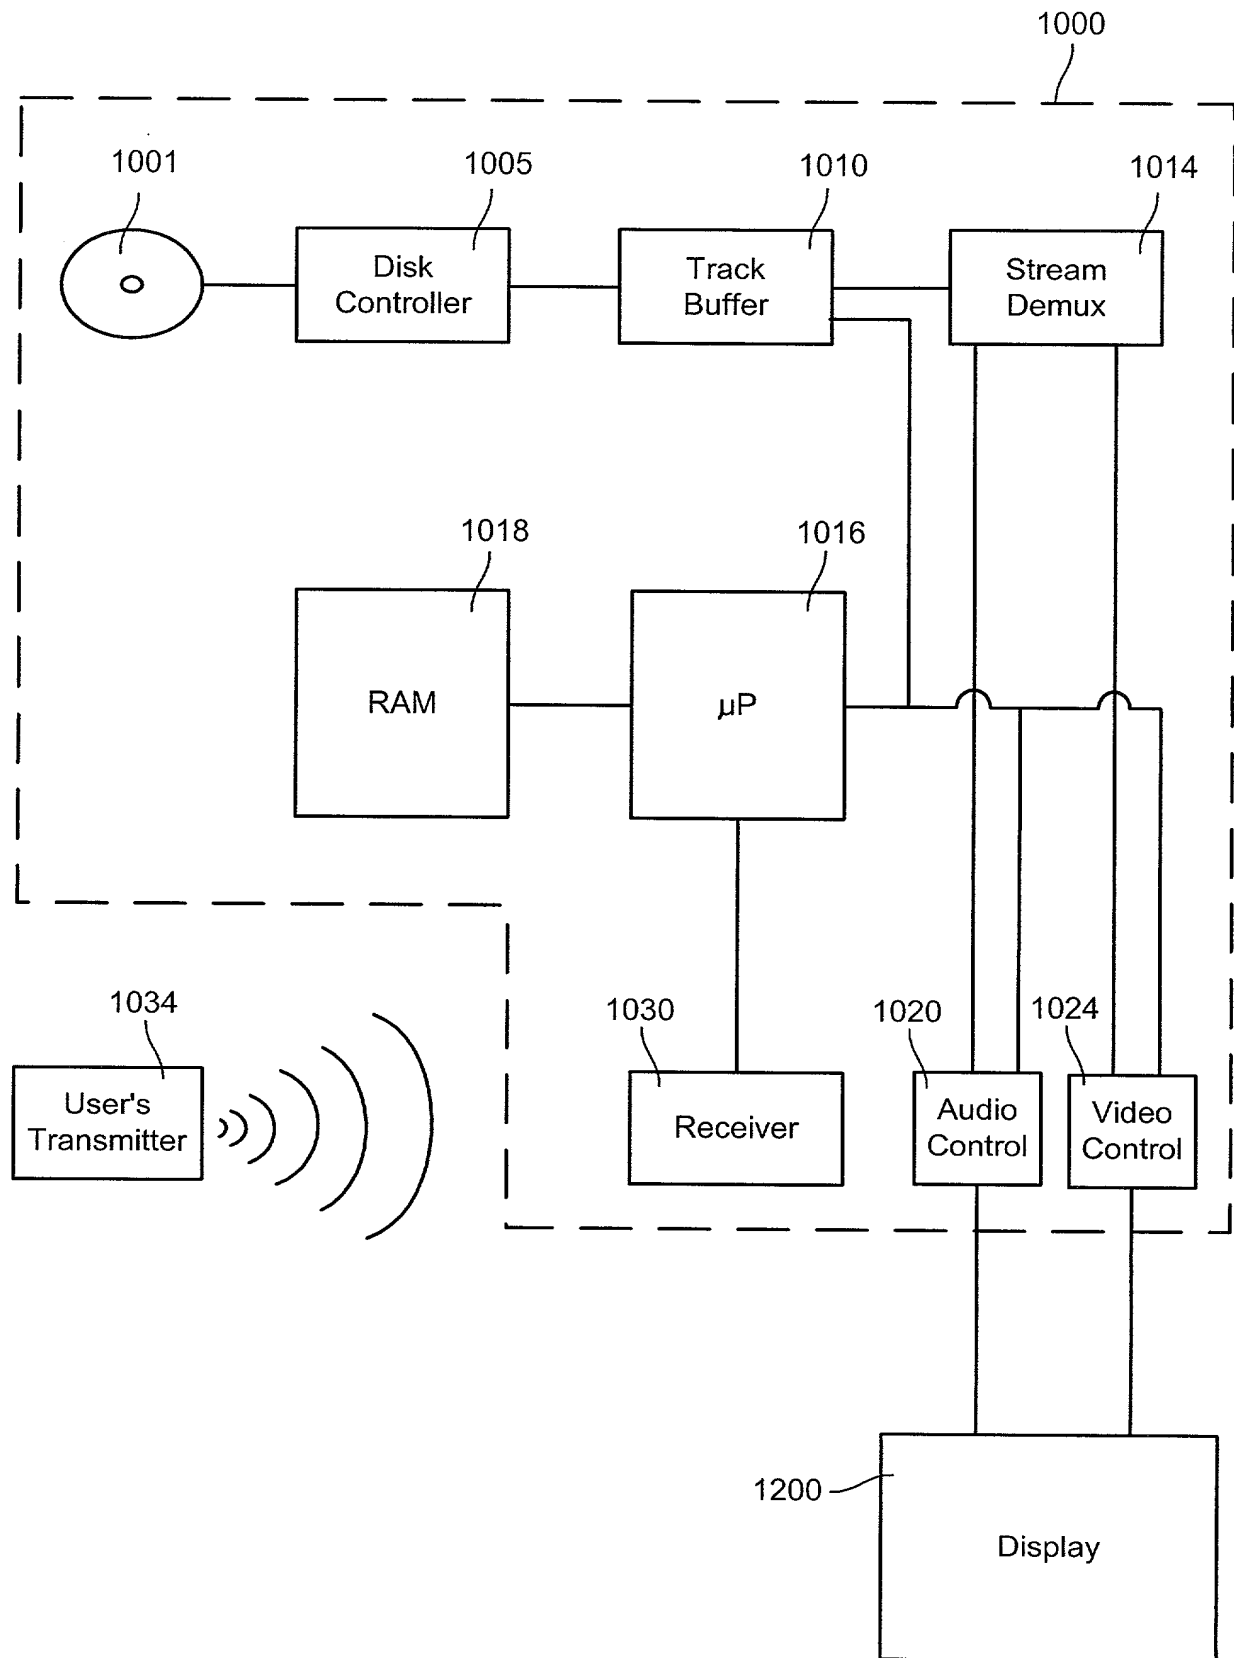 1000
1001
1005
1010
1014
Disk
Controller
Track
Buffer
Stream
Demux
1018
1016
RAM
µP
1034
1030
1020
1024
User's
Transmitter
Receiver
Audio
Control
Video
Control
1200
Display